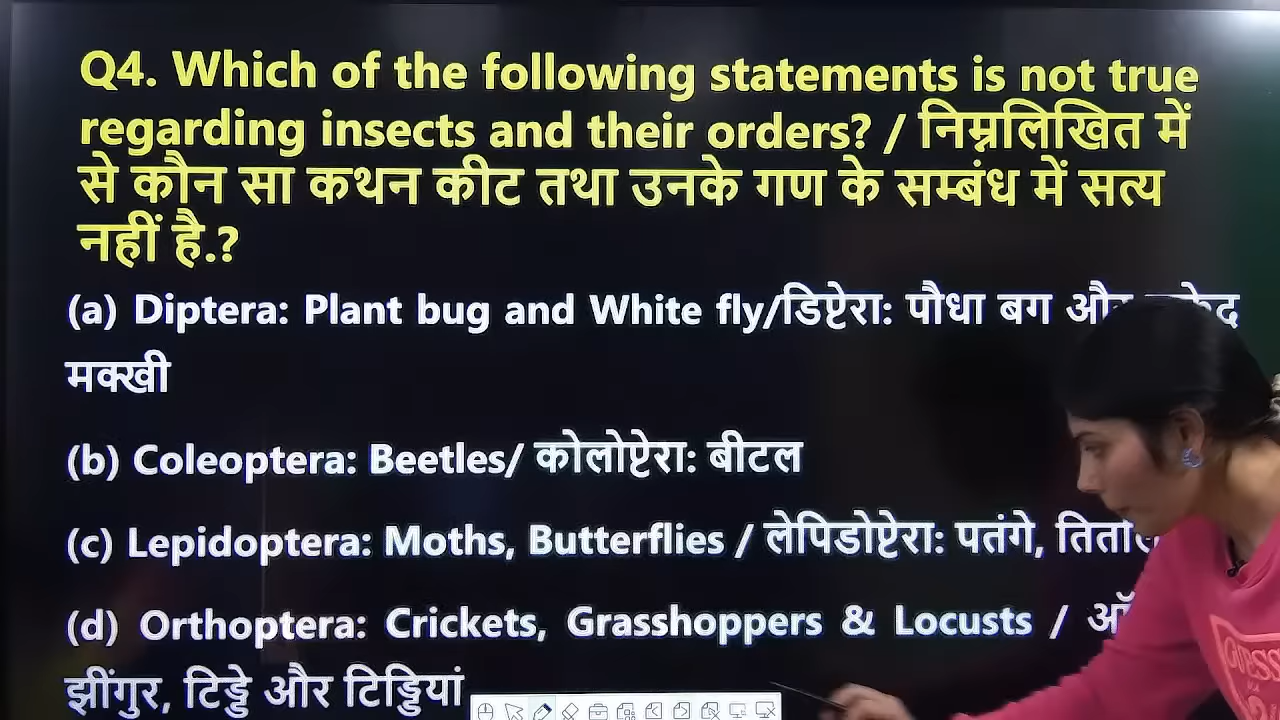 Q4. Which of the following statements is not true
regarding insects and their orders? / निम्नलिखित में
से कौन सा कथन कीट तथा उनके गण के सम्बंध में सत्य
नहीं है.?
(a) Diptera: Plant bug and White fly/डिप्टेरा: पौधा बग
मक्खी
(b) Coleoptera: Beetles/ कोलोप्टेरा: बीटल
(c) Lepidoptera: Moths, Butterflies / लेपिडोप्टेरा: पतंगे,
(d) Orthoptera: Crickets, Grasshoppers & Locusts /
झींगुर, टिड्डे और टिड्डियां